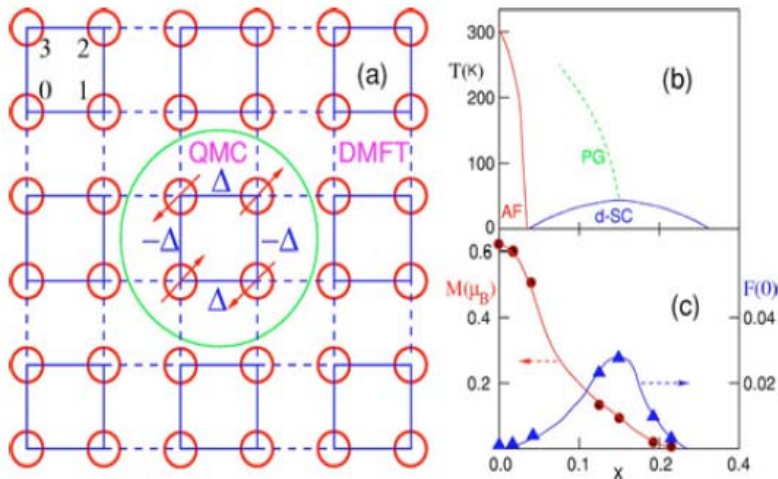 3 2
(a)
0 1
QMC
DMFT
Δ
−Δ
−Δ
Δ
300
T(K)
(b)
200
PG
100
AF
d-SC
0
0.6
M(μB)
F(0)
(c)
0.04
0.4
0.2
0.02
0.0
0.1
0.2
x
0.4